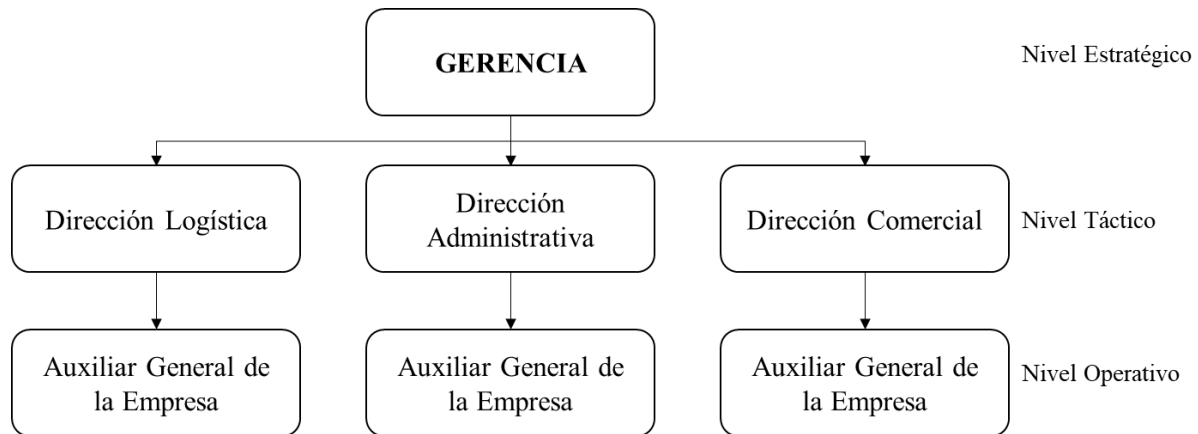 GERENCIA
Nivel Estratégico
Dirección Logística
Dirección
Administrativa
Dirección Comercial
Nivel Táctico
Auxiliar General de
la Empresa
Auxiliar General de
la Empresa
Auxiliar General de
la Empresa
Nivel Operativo